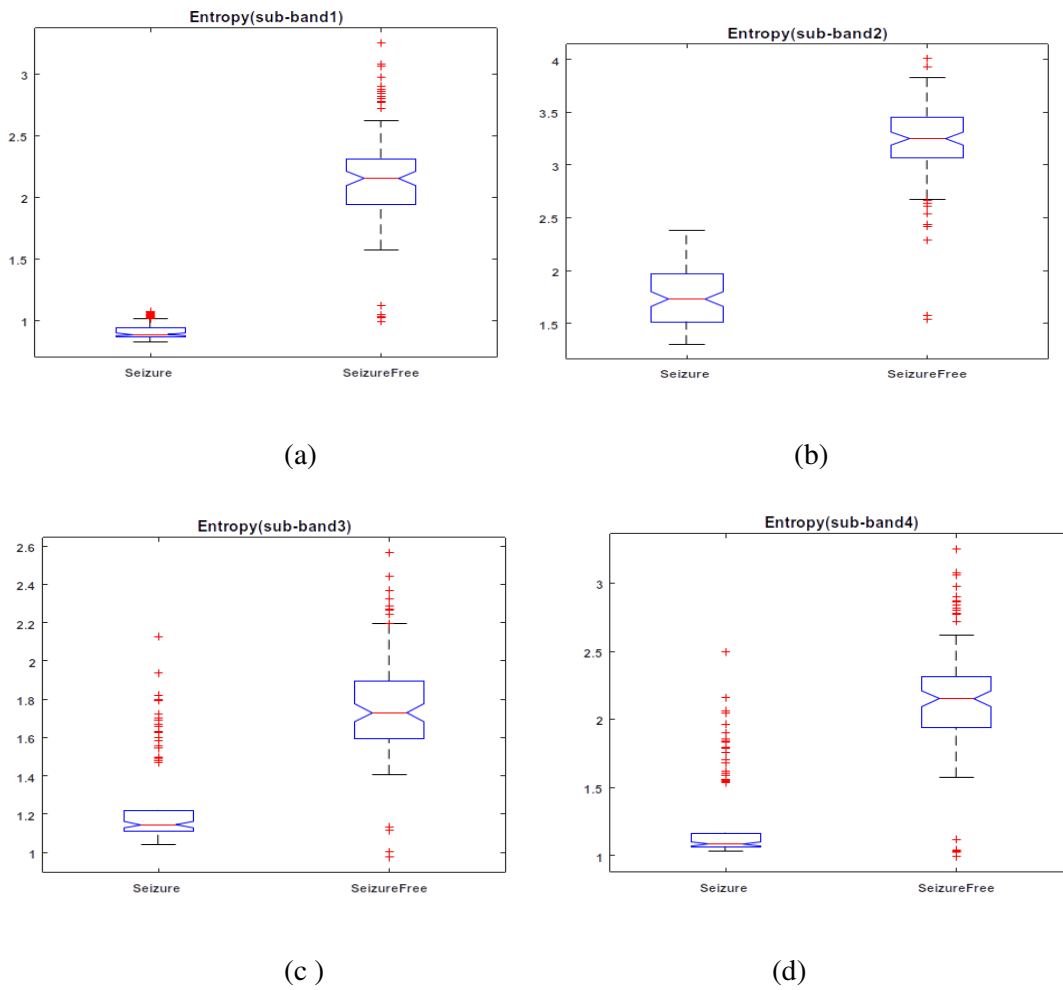 Entropy(sub-band1)
3
2.5
2
1.5
1
Seizure SeizureFree
(a)
Entropy(sub-band2)
4
3.5
3
2.5
2
1.5
Seizure SeizureFree
(b)
Entropy(sub-band3)
2.6
2.4
2.2
2
1.8
1.6
1.4
1.2
1
Seizure SeizureFree
(c )
Entropy(sub-band4)
3
2.5
2
1.5
1
Seizure SeizureFree
(d)